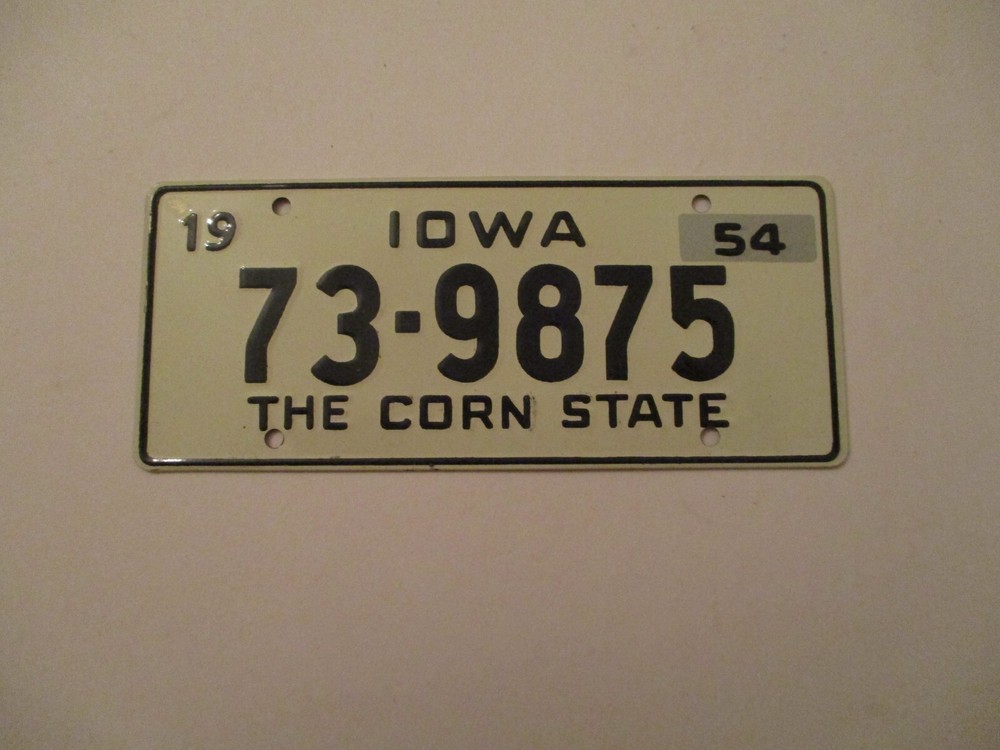 19 IOWA 54
73-9875
THE CORN STATE